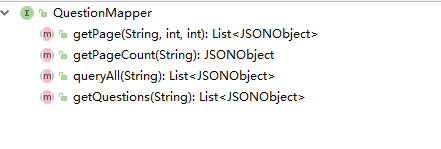 I QuestionMapper
m getPage(String, int, int): List<JSONObject>
m getPageCount(String): JSONObject
m queryAll(String): List<JSONObject>
m getQuestions(String): List<JSONObject>